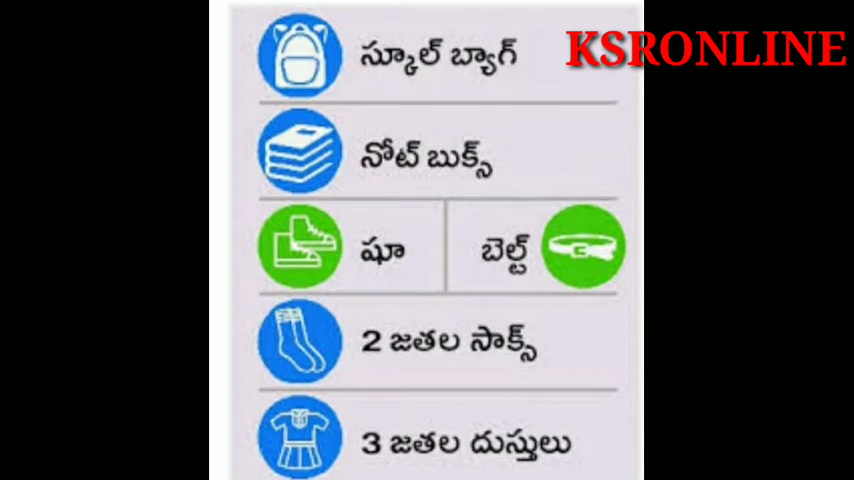 స్కూల్ బ్యాగ్
KSRONLINE
నోట్ బుక్స్
షూ
బెల్ట్
2 జతల సాక్స్
3 జతల దుస్తులు